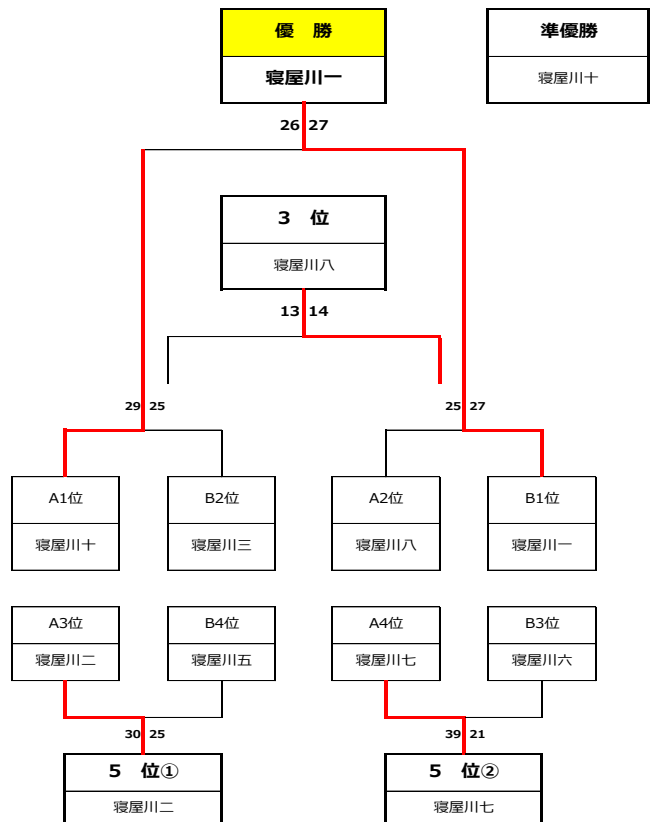 優　勝
準優勝
寝屋川一
寝屋川十
26 27
3　位
寝屋川八
13 14
29 25
25 27
A1位
B2位
A2位
B1位
寝屋川十
寝屋川三
寝屋川八
寝屋川一
A3位
B4位
A4位
B3位
寝屋川二
寝屋川五
寝屋川七
寝屋川六
30 25
39 21
5　位①
5　位②
寝屋川二
寝屋川七